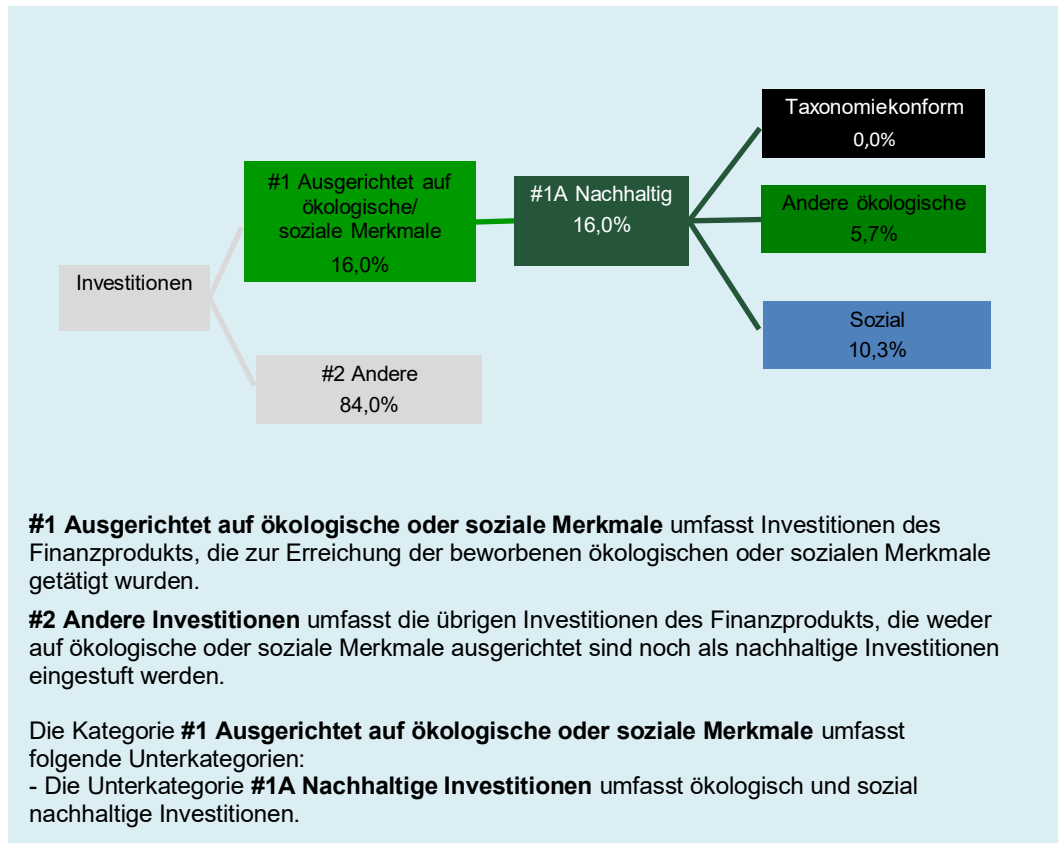 Taxonomiekonform
0,0%
#1 Ausgerichtet auf
ökologische/
soziale Merkmale
16,0%
#1A Nachhaltig
16,0%
Andere ökologische
5,7%
Investitionen
Sozial
10,3%
#2 Andere
84,0%
#1 Ausgerichtet auf ökologische oder soziale Merkmale umfasst Investitionen des
Finanzprodukts, die zur Erreichung der beworbenen ökologischen oder sozialen Merkmale
getätigt wurden.
#2 Andere Investitionen umfasst die übrigen Investitionen des Finanzprodukts, die weder
auf ökologische oder soziale Merkmale ausgerichtet sind noch als nachhaltige Investitionen
eingestuft werden.
Die Kategorie #1 Ausgerichtet auf ökologische oder soziale Merkmale umfasst
folgende Unterkategorien:
- Die Unterkategorie #1A Nachhaltige Investitionen umfasst ökologisch und sozial
nachhaltige Investitionen.